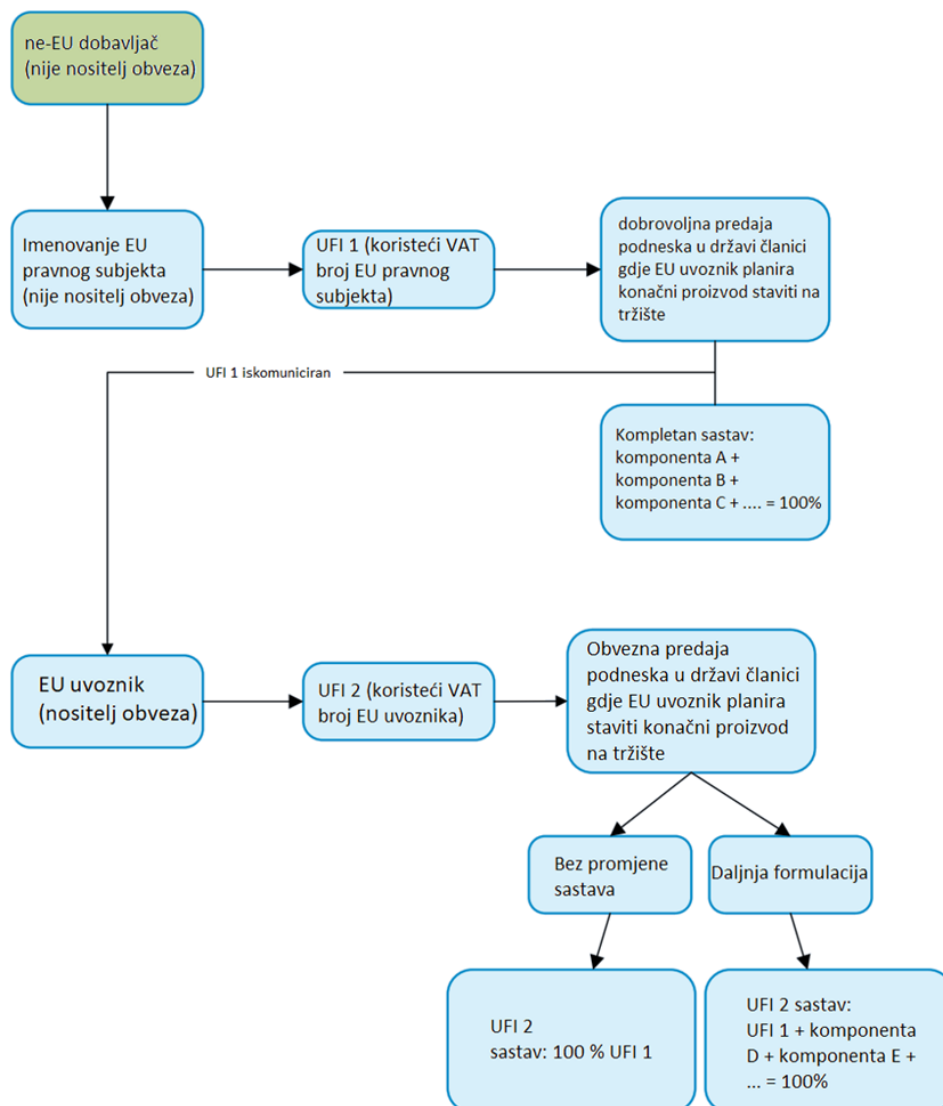 ne-EU dobavljač
(nije nositelj obveza)
Imenovanje EU
pravnog subjekta
(nije nositelj obveza)
UFI 1 (koristeći VAT
broj EU pravnog
subjekta)
dobrovoljna predaja
podneska u državi članici
gdje EU uvoznik planira
konačni proizvod staviti na
tržište
UFI 1 iskomuniciran
Kompletan sastav:
komponenta A +
komponenta B +
komponenta C + .... = 100%
EU uvoznik
(nositelj obveza)
UFI 2 (koristeći VAT
broj EU uvoznika)
Obvezna predaja
podneska u državi članici
gdje EU uvoznik planira
staviti konačni proizvod
na tržište
Bez promjene
sastava
Daljnja formulacija
UFI 2
sastav: 100 % UFI 1
UFI 2 sastav:
UFI 1 + komponenta
D + komponenta E +
... = 100%